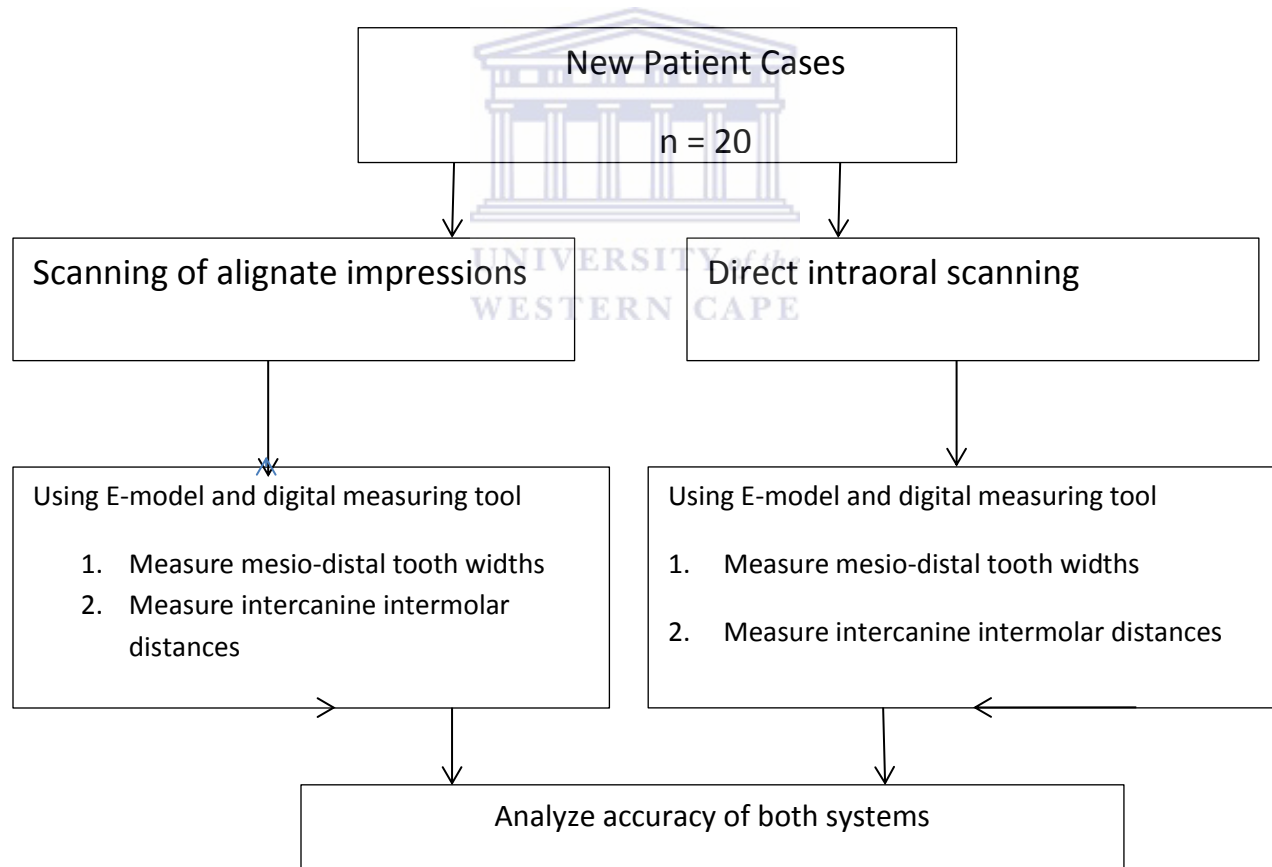 New Patient Cases
n = 20
UNIVERSITY of the
WESTERN CAPE
Scanning of alignate impressions
Direct intraoral scanning
Using E-model and digital measuring tool
1. Measure mesio-distal tooth widths
2. Measure intercanine intermolar
distances
Using E-model and digital measuring tool
1. Measure mesio-distal tooth widths
2. Measure intercanine intermolar distances
Analyze accuracy of both systems